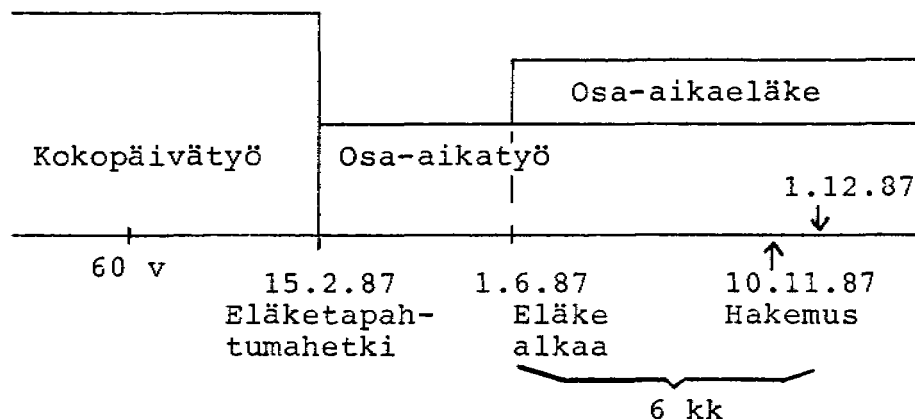 Osa-aikaeläke
Kokopäivätyö
Osa-aikatyö
1.12.87
60 v
15.2.87
1.6.87
10.11.87
Eläketapah-
tumahetki
Eläke
alkaa
Hakemus
6 kk